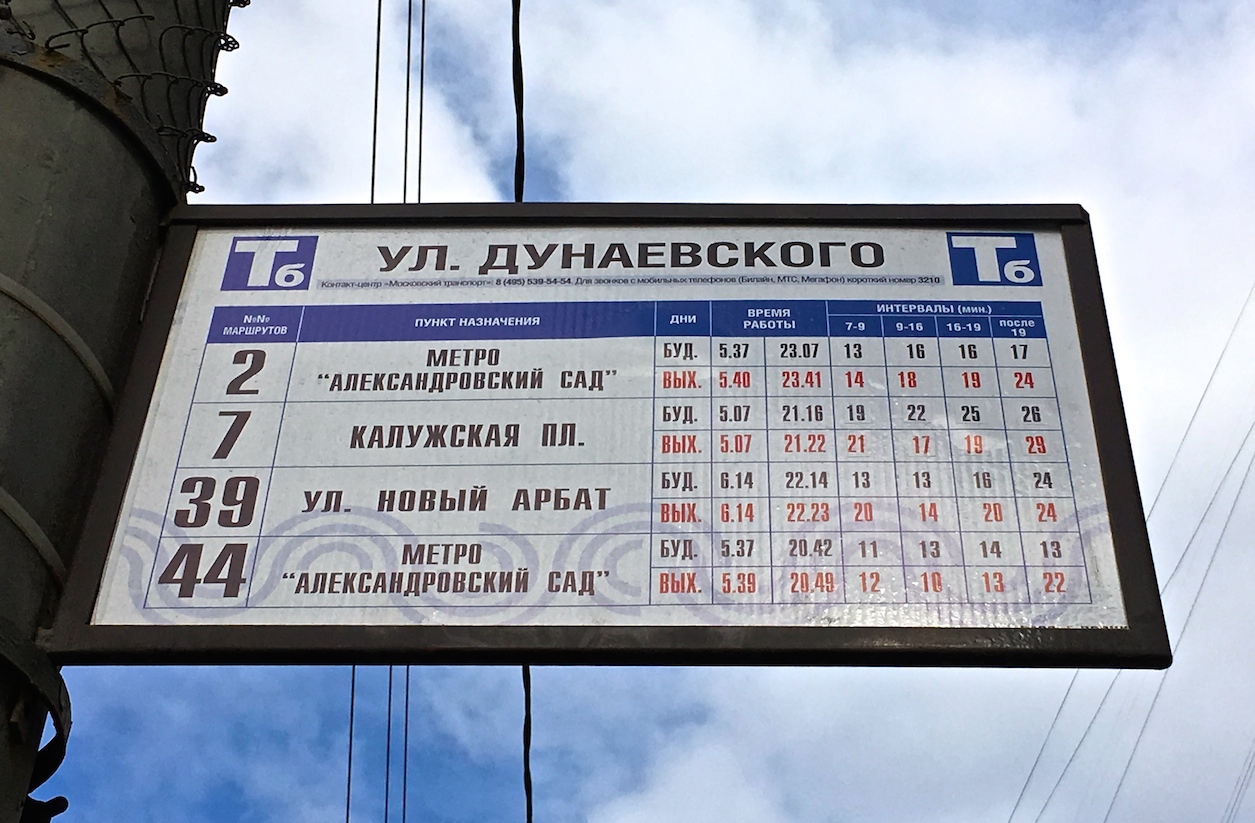 Тб УЛ. ДУНАЕВСКОГО Тб
Контакт-центр «Московский транспорт» 8 (495) 539-54-54. Для звонков с мобильных телефонов (Билайн, МТС, Мегафон) короткий номер 3210
№№ МАРШРУТОВ ПУНКТ НАЗНАЧЕНИЯ ДНИ ВРЕМЯ РАБОТЫ ИНТЕРВАЛЫ (мин.)
7-9 9-16 16-19 после 19
2 МЕТРО БУД. 5.37 23.07 13 16 16 17
"АЛЕКСАНДРОВСКИЙ САД" ВЫХ. 5.40 23.41 14 18 19 24
7 КАЛУЖСКАЯ ПЛ. БУД. 5.07 21.16 19 22 25 26
ВЫХ. 5.07 21.22 21 17 19 29
39 УЛ. НОВЫЙ АРБАТ БУД. 6.14 22.14 13 13 16 24
ВЫХ. 6.14 22.23 20 14 20 24
44 МЕТРО БУД. 5.37 20.42 11 13 14 13
"АЛЕКСАНДРОВСКИЙ САД" ВЫХ. 5.39 20.49 12 10 13 22